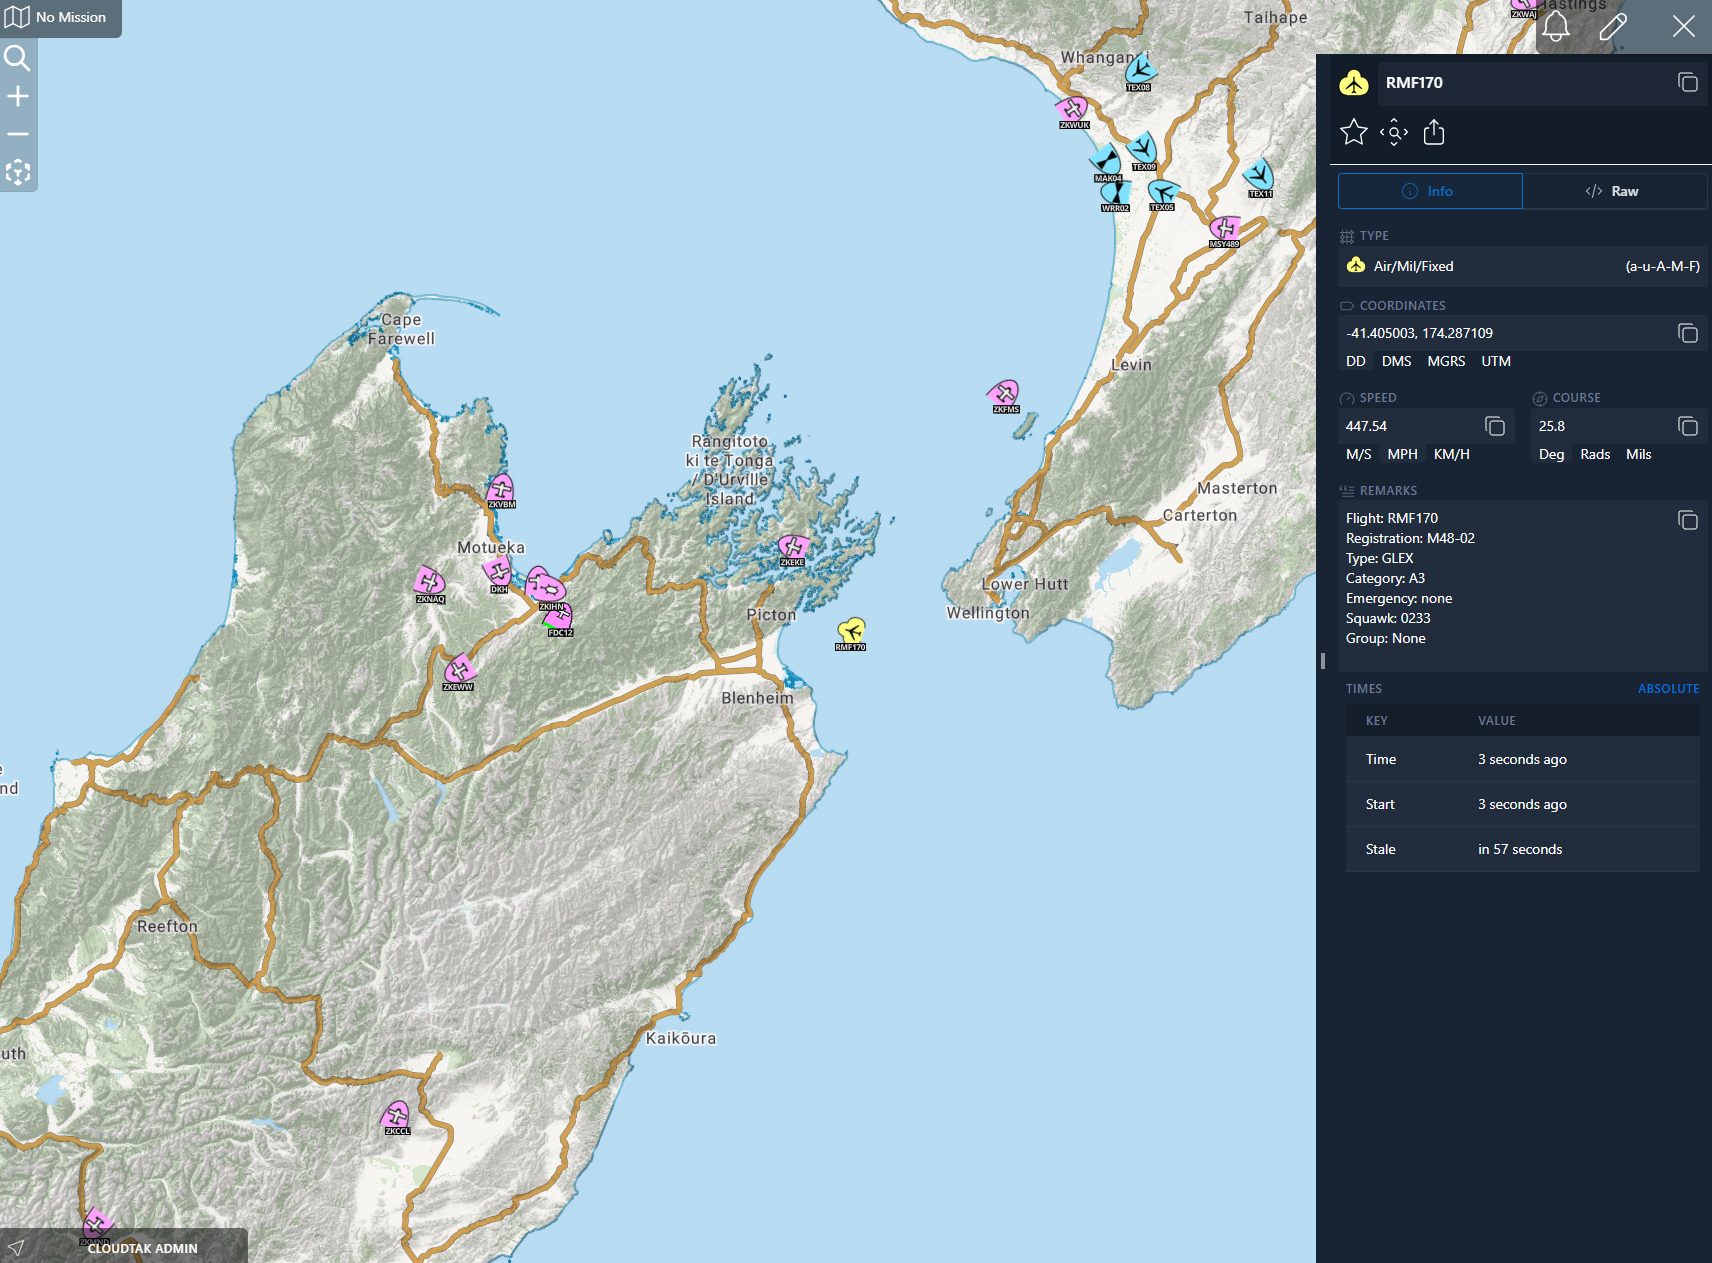 No Mission
Taihape
Hastings
ZKWAJ
Whanganui
TEX08
ZKWUK
TEX09
MAK04
WRR02
TEX05
TEX11
MSY489
Cape
Farewell
Levin
ZKFMS
Rangitoto
ki te Tonga
/ D'Urville
Island
Masterton
Carterton
ZKVBM
Motueka
ZKEKE
DKH
ZKNAQ
ZKIHN
FDC12
Lower Hutt
Wellington
Picton
RMF170
ZKEWW
Blenheim
nd
Reefton
Kaikōura
uth
ZKCCL
CLOUDTAK ADMIN
RMF170
Info
</> Raw
TYPE
Air/Mil/Fixed (a-u-A-M-F)
COORDINATES
-41.405003, 174.287109
DD DMS MGRS UTM
SPEED
447.54
M/S MPH KM/H
COURSE
25.8
Deg Rads Mils
REMARKS
Flight: RMF170
Registration: M48-02
Type: GLEX
Category: A3
Emergency: none
Squawk: 0233
Group: None
TIMES ABSOLUTE
KEY VALUE
Time 3 seconds ago
Start 3 seconds ago
Stale in 57 seconds